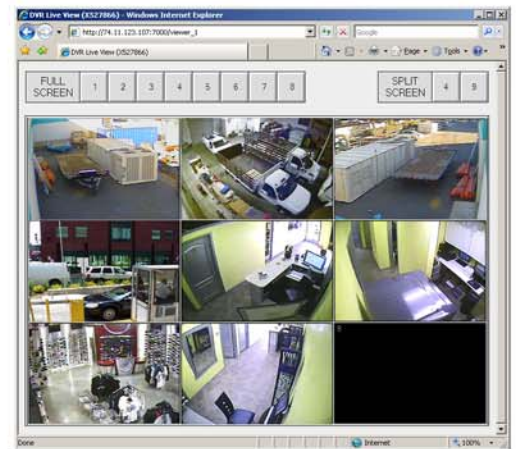 DVR Live View (X527866) - Windows Internet Explorer
http://74.11.123.107:7000/viewer_1
Google
DVR Live View (X527866)
Page
Tools
FULL SCREEN 1 2 3 4 5 6 7 8
SPLIT SCREEN 4 9
Done
Internet
100%